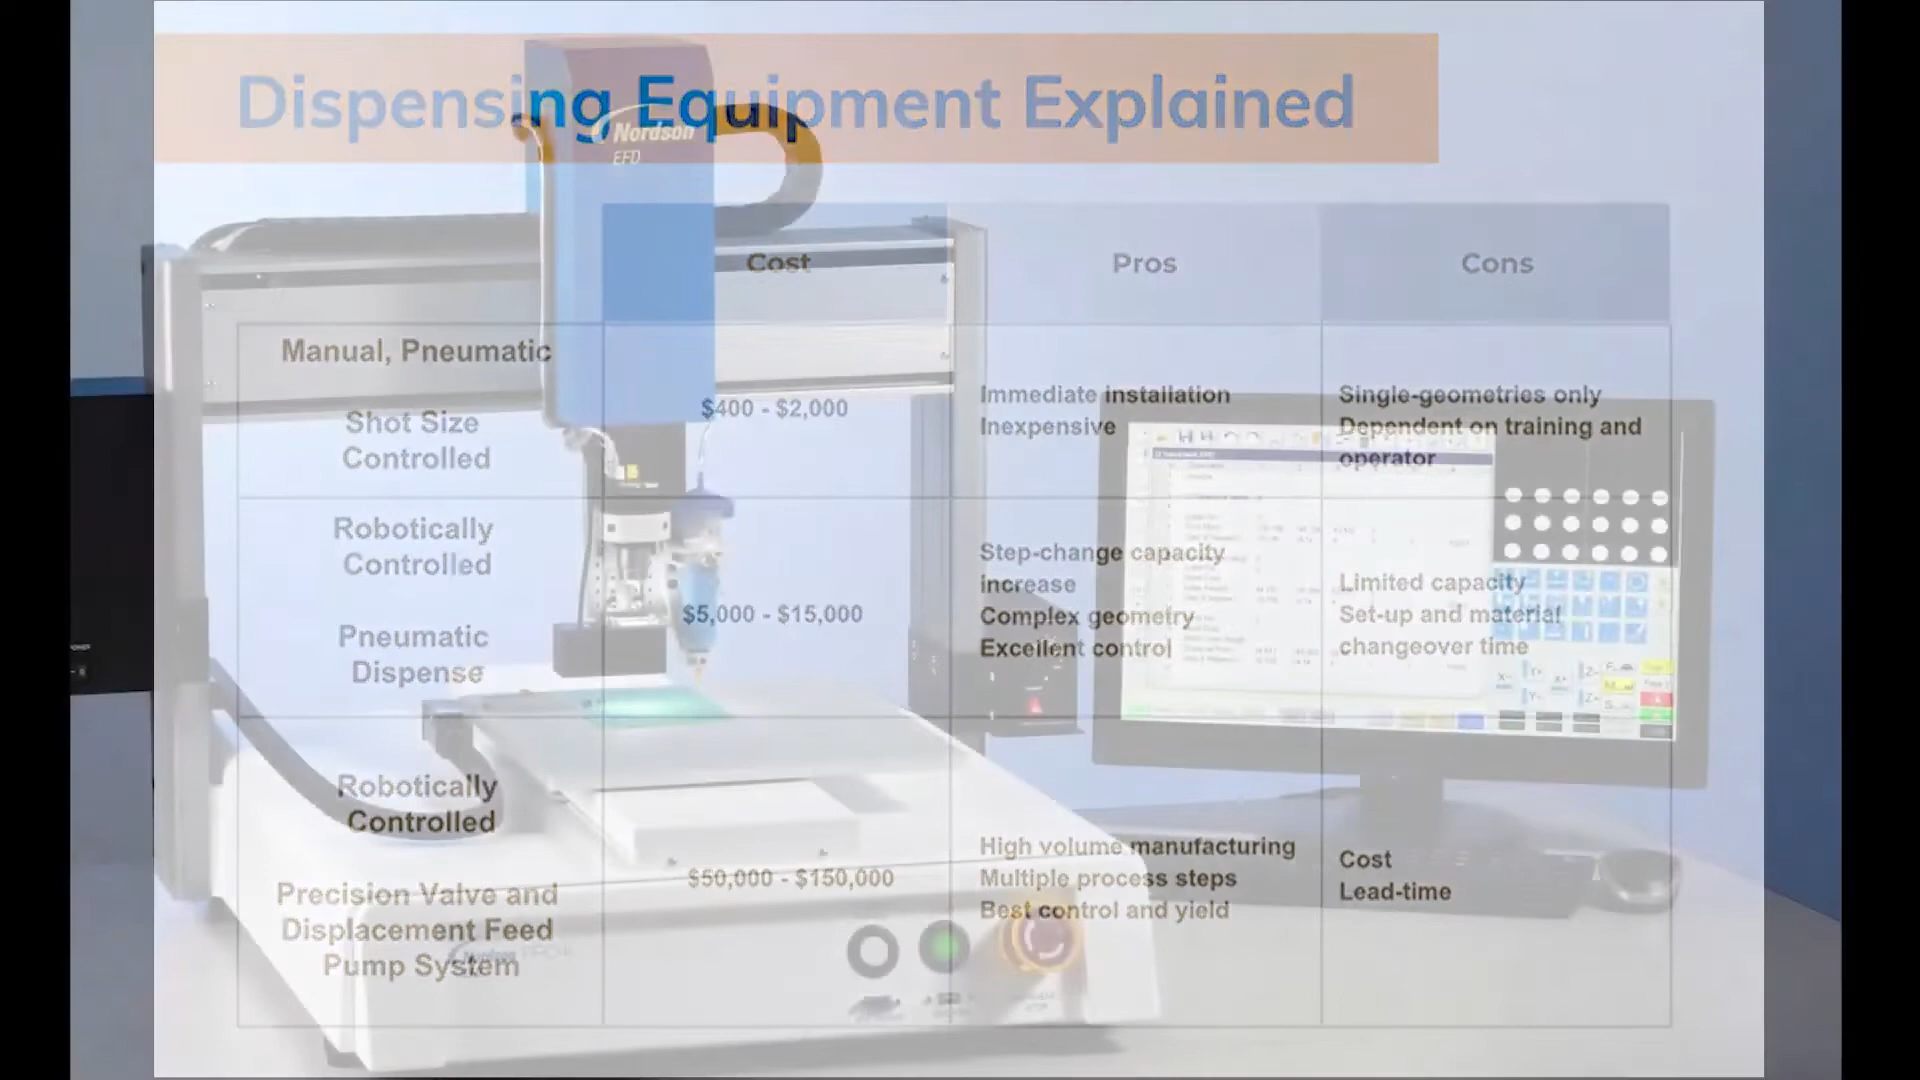 Dispensing Equipment Explained
Nordson
EFD
Cost
Pros
Cons
Manual, Pneumatic
Shot Size
Controlled
$400 - $2,000
Immediate installation
Inexpensive
Single-geometries only
Dependent on training and
operator
Robotically
Controlled
Pneumatic
Dispense
$5,000 - $15,000
Step-change capacity
increase
Complex geometry
Excellent control
Limited capacity
Set-up and material
changeover time
Robotically
Controlled
Precision Valve and
Displacement Feed
Pump System
$50,000 - $150,000
High volume manufacturing
Multiple process steps
Best control and yield
Cost
Lead-time